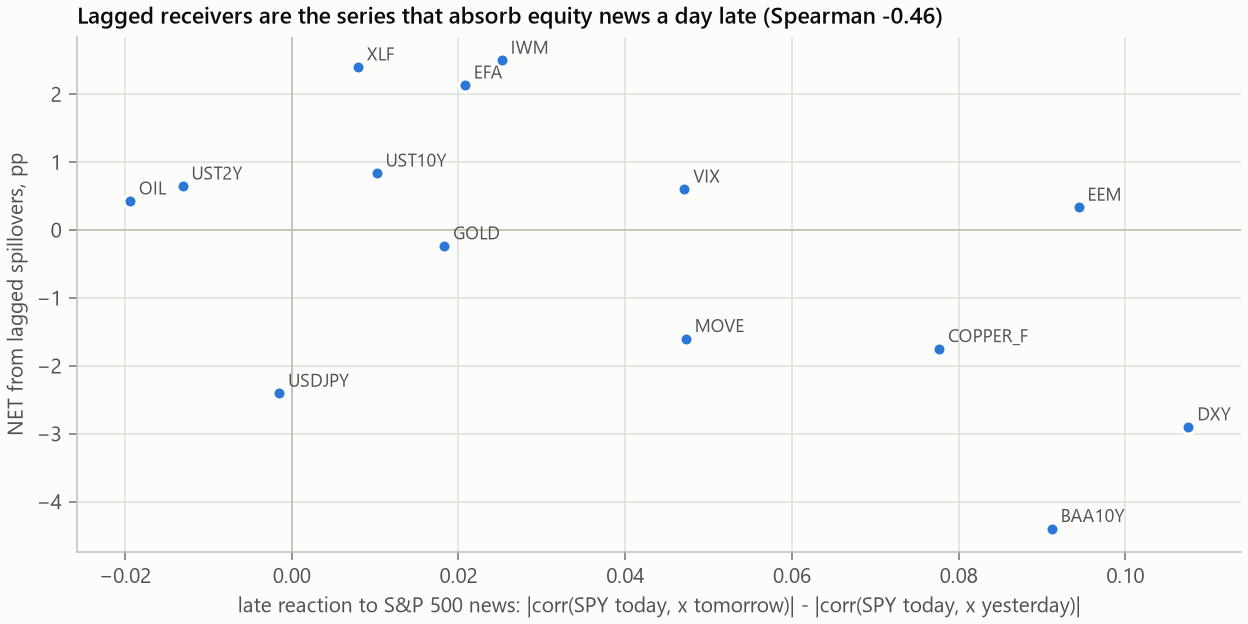 Lagged receivers are the series that absorb equity news a day late (Spearman -0.46)
NET from lagged spillovers, pp
2
1
0
−1
−2
−3
−4
XLF
IWM
EFA
UST10Y
UST2Y
OIL
VIX
EEM
GOLD
MOVE
COPPER_F
USDJPY
DXY
BAA10Y
−0.02
0.00
0.02
0.04
0.06
0.08
0.10
late reaction to S&P 500 news: |corr(SPY today, x tomorrow)| - |corr(SPY today, x yesterday)|